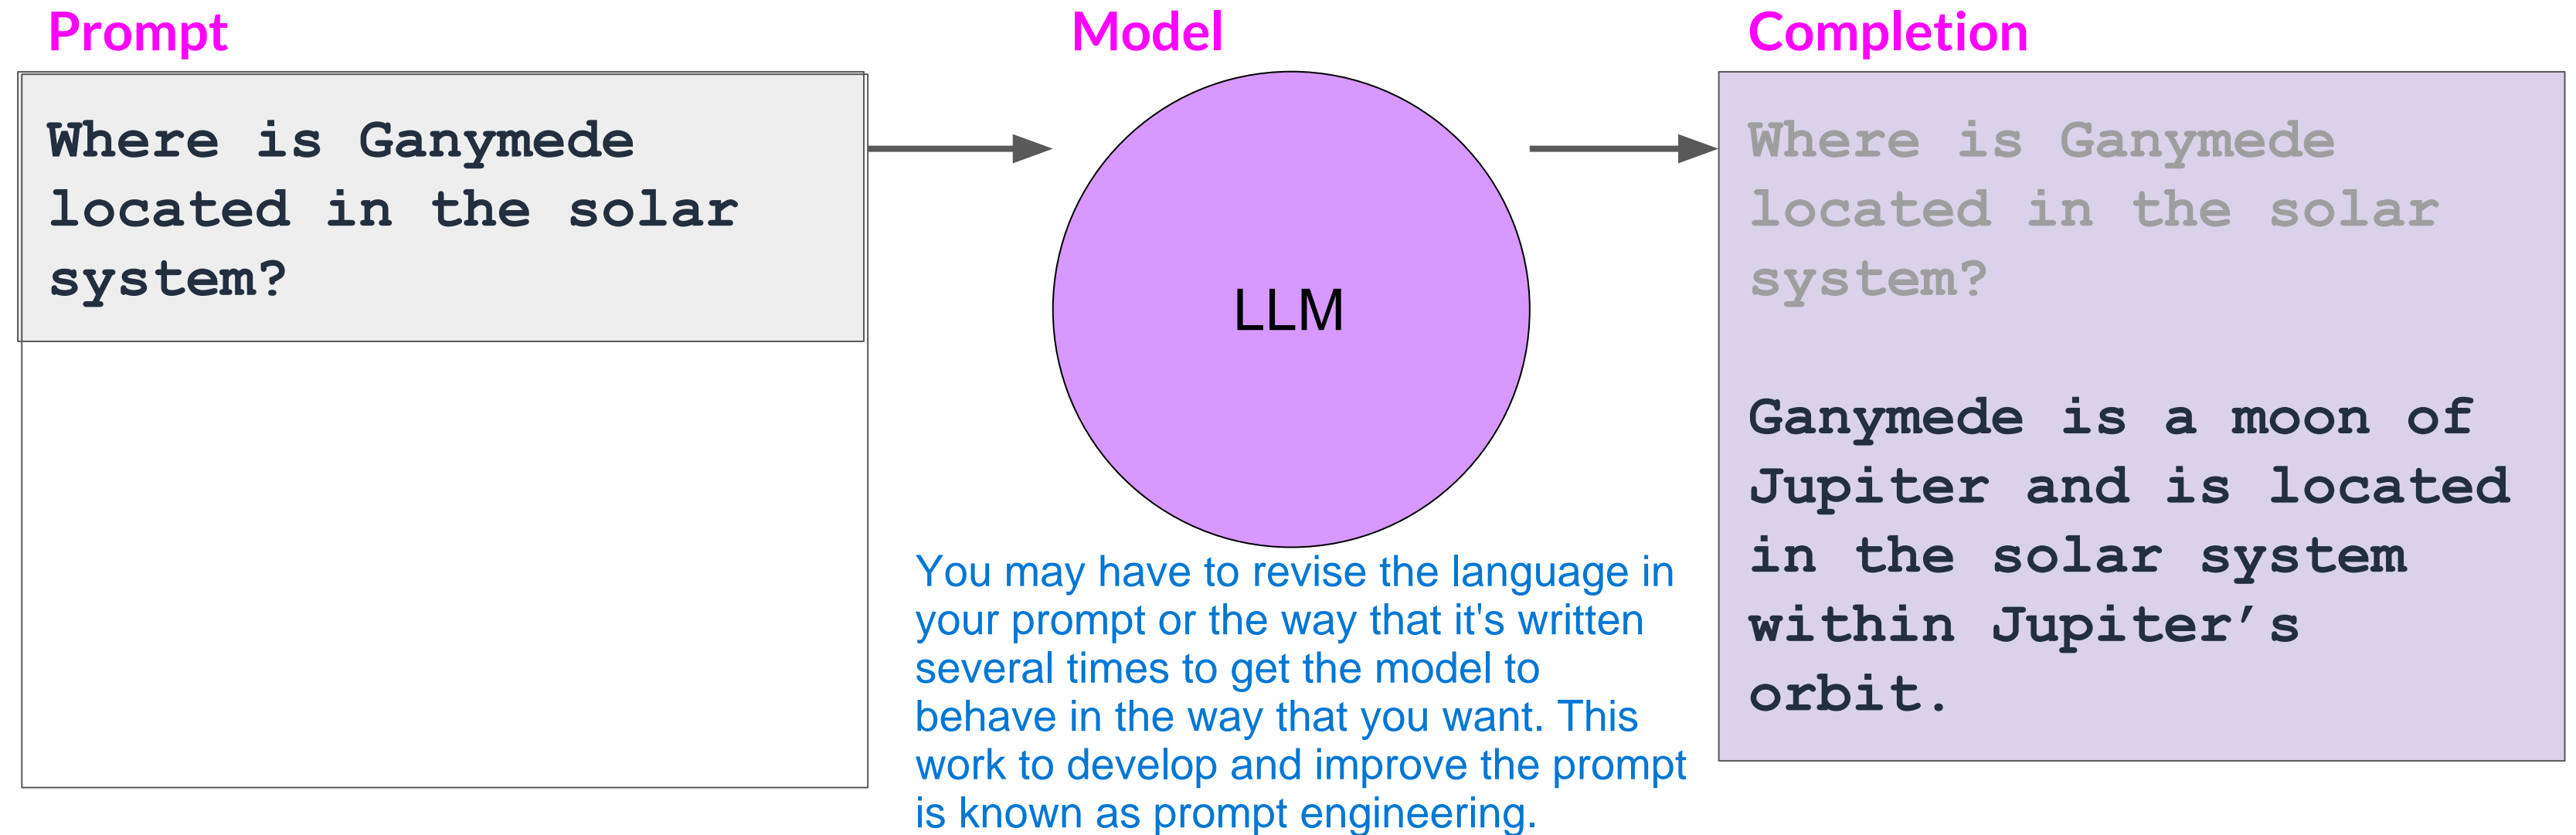 Prompt
Where is Ganymede
located in the solar
system?
Model
LLM
You may have to revise the language in
your prompt or the way that it's written
several times to get the model to
behave in the way that you want. This
work to develop and improve the prompt
is known as prompt engineering.
Completion
Where is Ganymede
located in the solar
system?
Ganymede is a moon of
Jupiter and is located
in the solar system
within Jupiter’s
orbit.